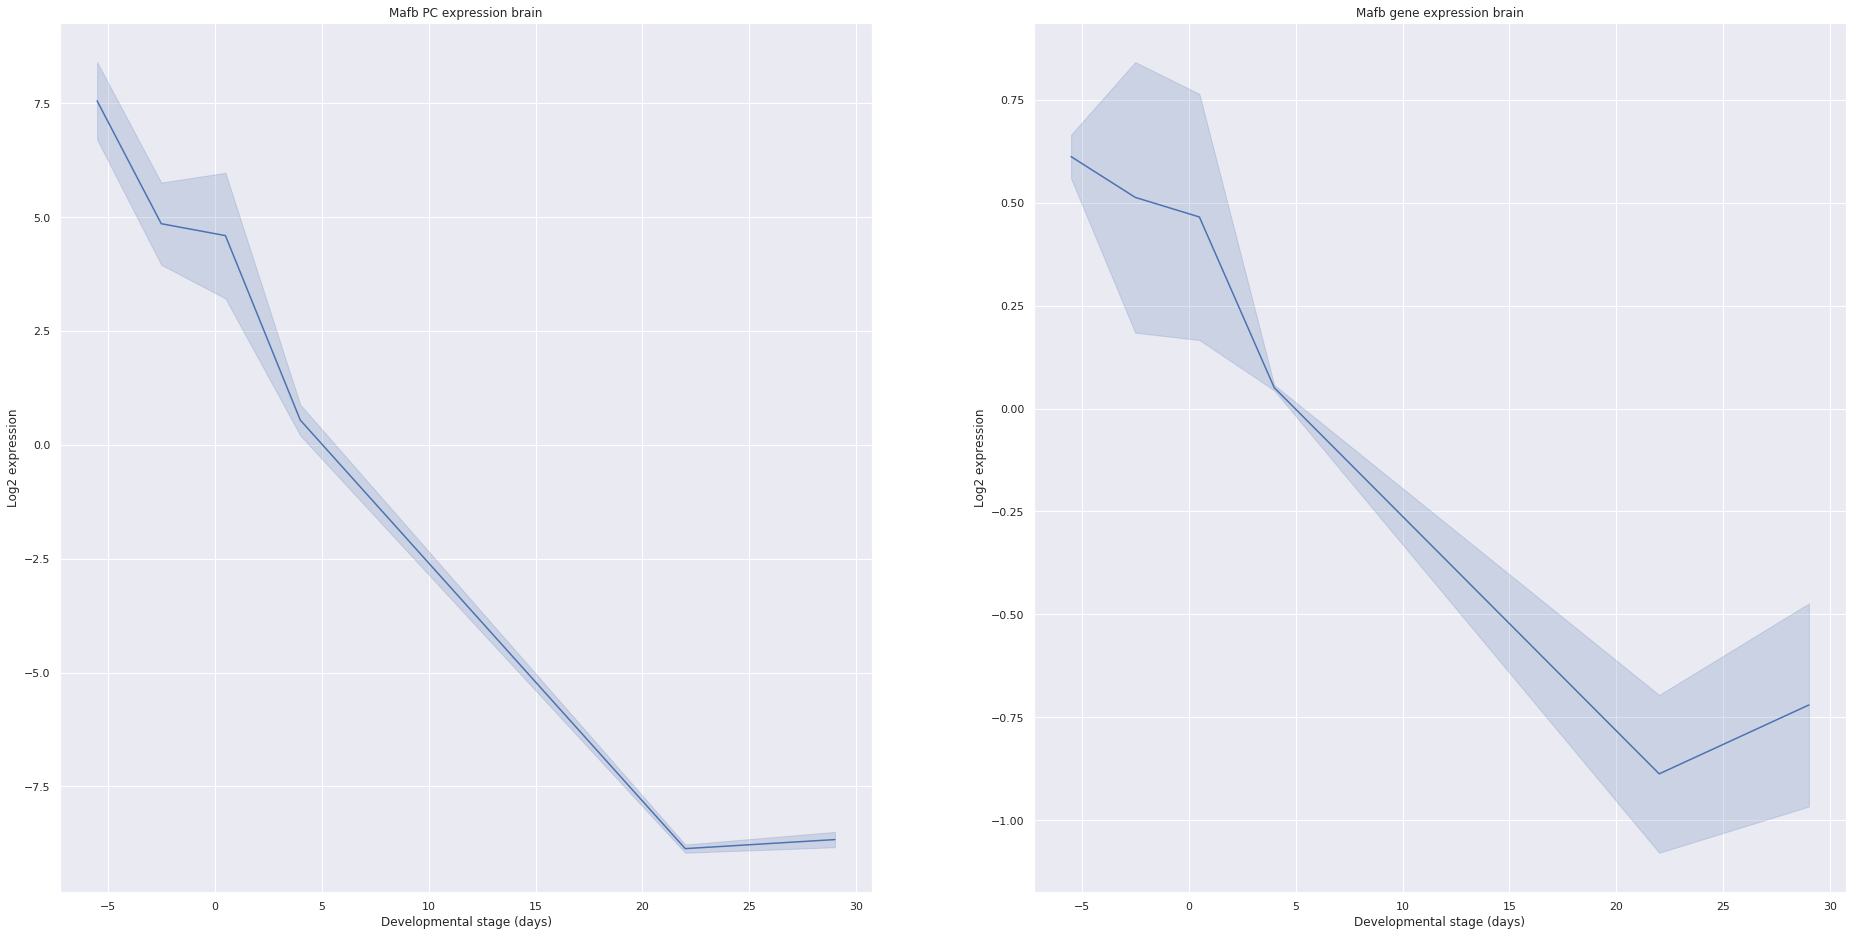 Mafb PC expression brain
7.5
5.0
2.5
0.0
−2.5
−5.0
−7.5
Log2 expression
−5 0 5 10 15 20 25 30
Developmental stage (days)
Mafb gene expression brain
0.75
0.50
0.25
0.00
−0.25
−0.50
−0.75
−1.00
Log2 expression
−5 0 5 10 15 20 25 30
Developmental stage (days)